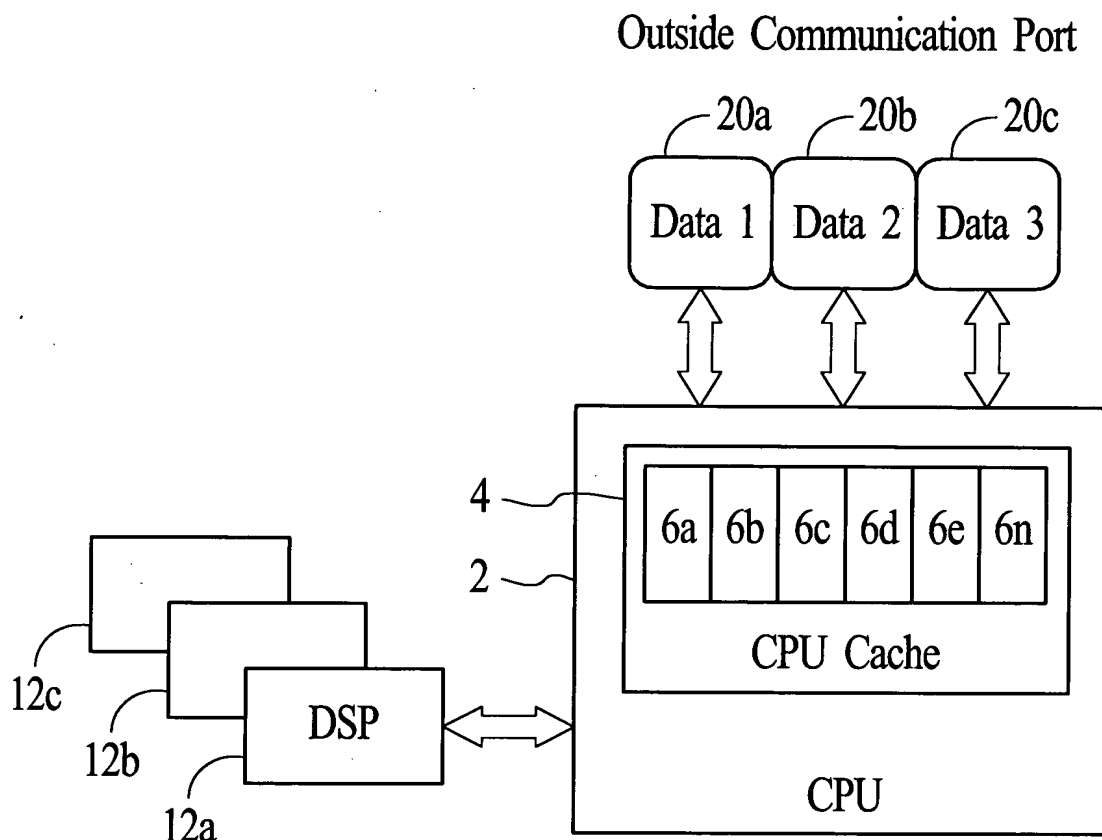 Outside Communication Port
20a 20b 20c
Data 1 Data 2 Data 3
4
6a 6b 6c 6d 6e 6n
2
CPU Cache
12c
DSP
12b
CPU
12a